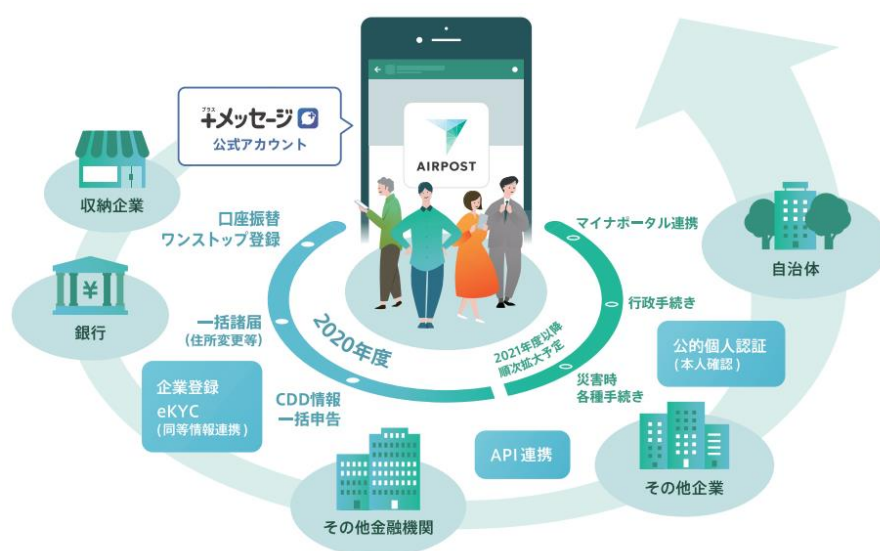 プラス
+メッセージ
公式アカウント
AIRPOST
収納企業
銀行
口座振替
ワンストップ登録
一括諸届
(住所変更等)
CDD情報
一括申告
2020年度
2021年度以降
順次拡大予定
マイナポータル連携
行政手続き
災害時
各種手続き
企業登録
eKYC
(同等情報連携)
API 連携
公的個人認証
(本人確認)
自治体
その他企業
その他金融機関